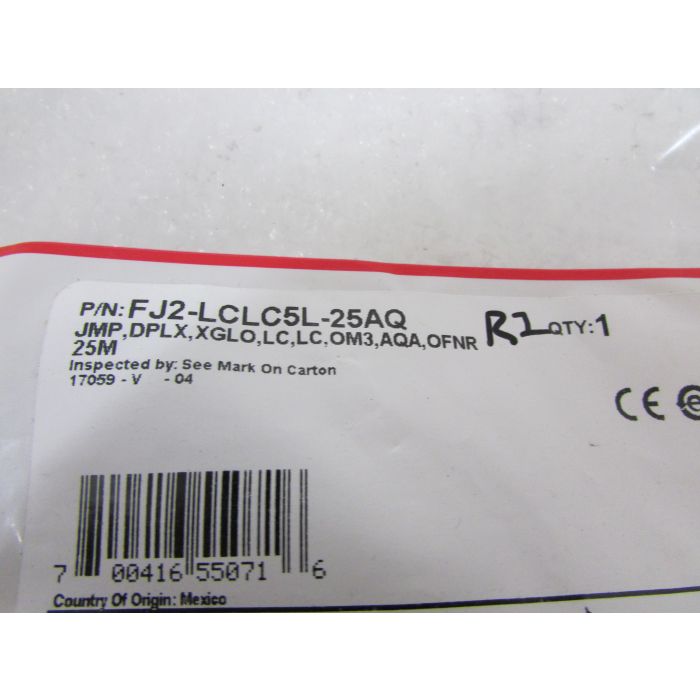 P/N: FJ2-LCLC5L-25AQ R1 QTY: 1
JMP,DPLX,XGLO,LC,LC,OM3,AQA,OFNR
25M
Inspected by: See Mark On Carton
17059 - V - 04
CE
7 00416 55071 6
Country Of Origin: Mexico